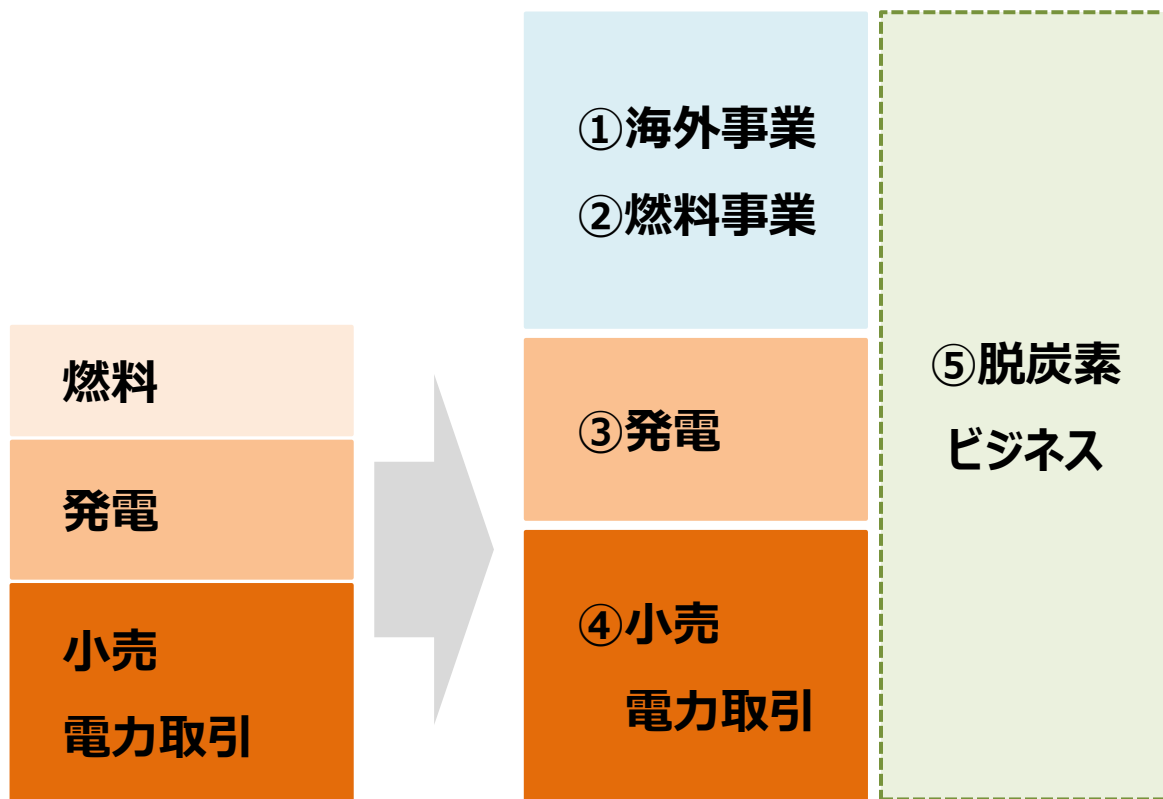 燃料
発電
小売
電力取引
①海外事業
②燃料事業
③発電
④小売
電力取引
⑤脱炭素
ビジネス